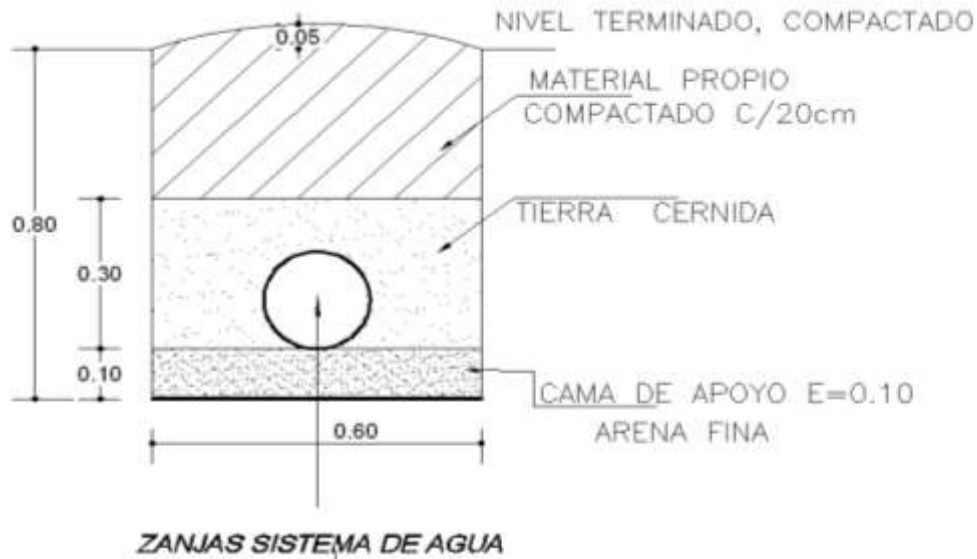 NIVEL TERMINADO, COMPACTADO
0.05
MATERIAL PROPIO
COMPACTADO C/20cm
0.80
TIERRA CERNIDA
0.30
0.10
CAMA DE APOYO E=0.10
ARENA FINA
0.60
ZANJAS SISTEMA DE AGUA